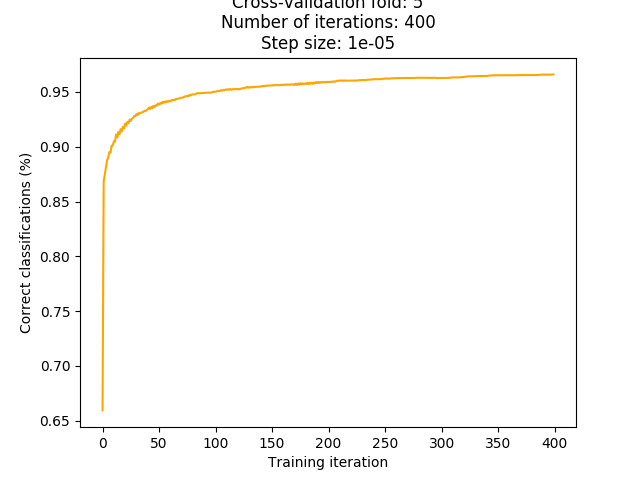 Cross-validation fold: 5
Number of iterations: 400
Step size: 1e-05
0.95
0.90
0.85
0.80
0.75
0.70
0.65
Correct classifications (%)
0 50 100 150 200 250 300 350 400
Training iteration